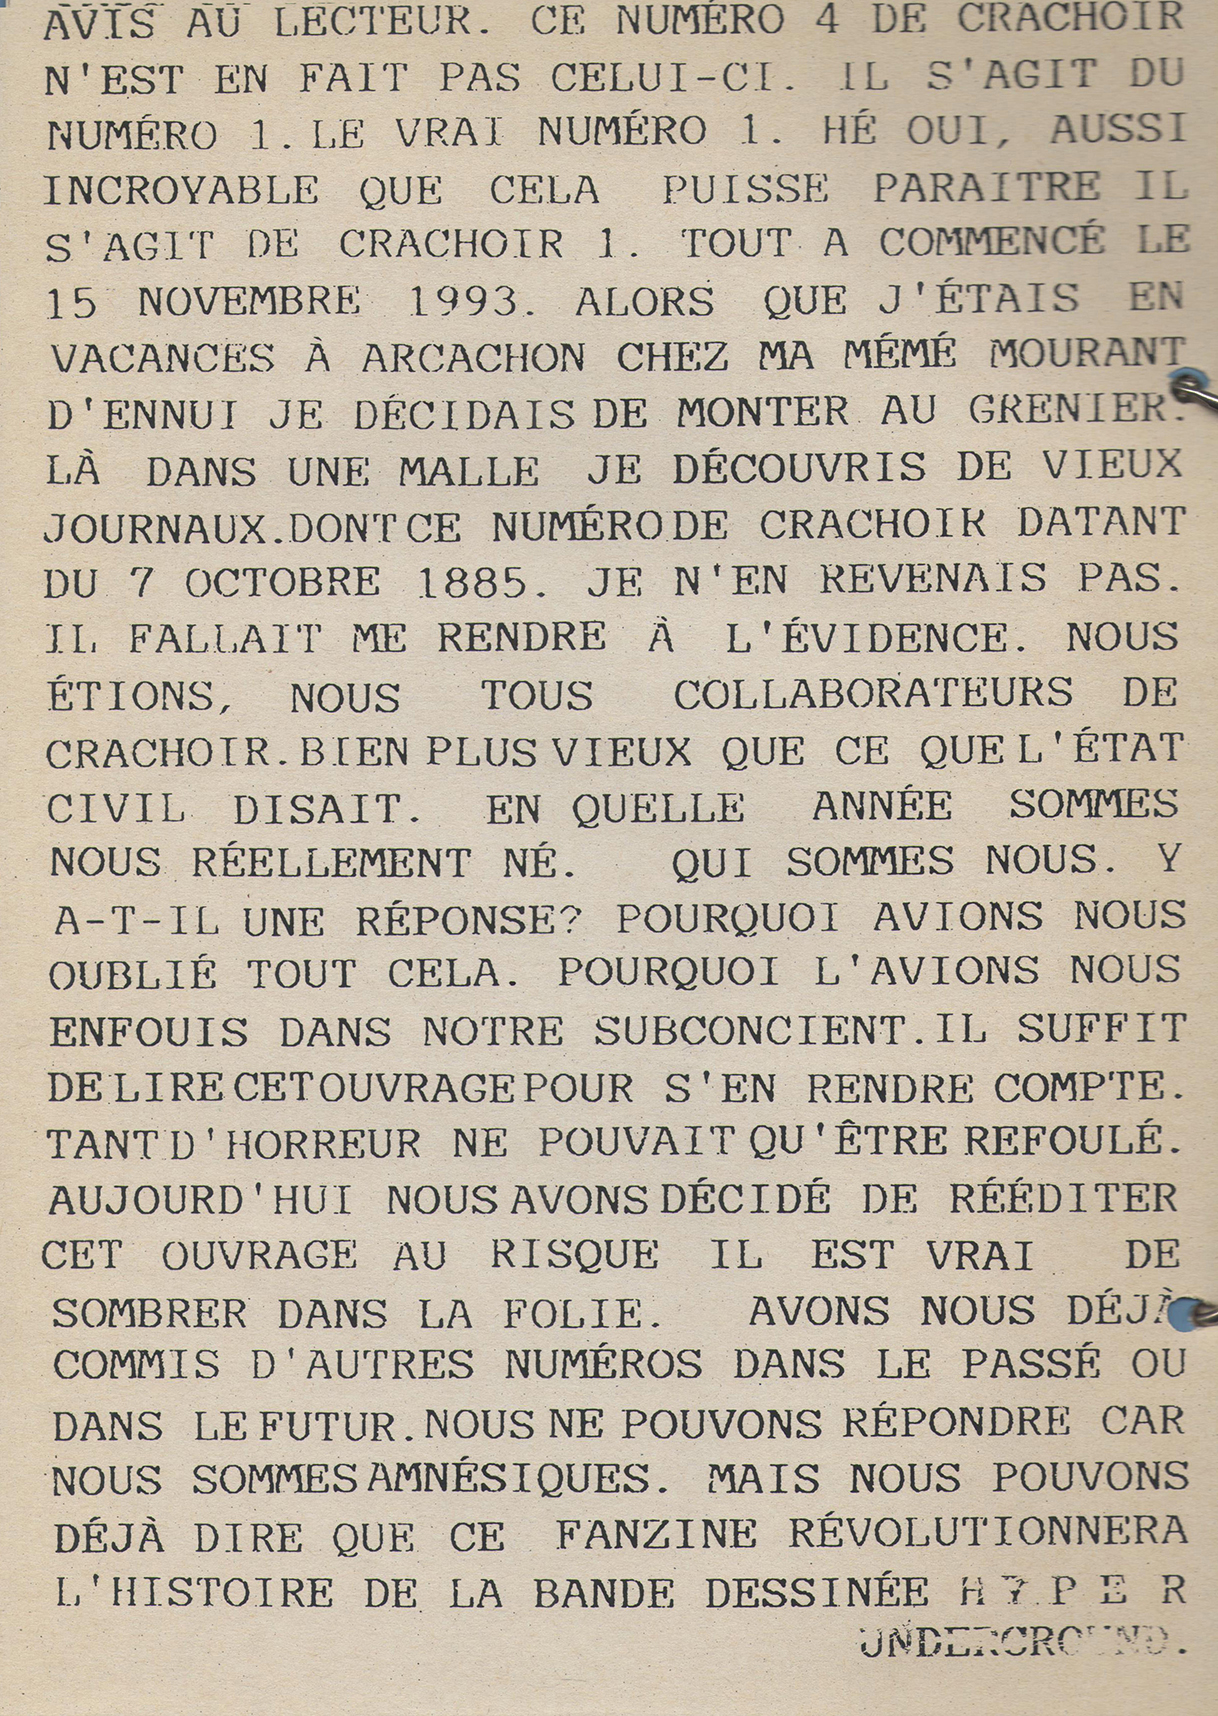 AVIS AU LECTEUR. CE NUMÉRO 4 DE CRACHOIR
N'EST EN FAIT PAS CELUI-CI. IL S'AGIT DU
NUMÉRO 1. LE VRAI NUMÉRO 1. HÉ OUI, AUSSI
INCROYABLE QUE CELA PUISSE PARAITRE IL
S'AGIT DE CRACHOIR 1. TOUT A COMMENCÉ LE
15 NOVEMBRE 1993. ALORS QUE J'ÉTAIS EN
VACANCES À ARCACHON CHEZ MA MÉMÉ MOURANT
D'ENNUI JE DÉCIDAIS DE MONTER AU GRENIER.
LÀ DANS UNE MALLE JE DÉCOUVRIS DE VIEUX
JOURNAUX.DONT CE NUMÉRO DE CRACHOIR DATANT
DU 7 OCTOBRE 1885. JE N'EN REVENAIS PAS.
IL FALLAIT ME RENDRE À L'ÉVIDENCE. NOUS
ÉTIONS, NOUS TOUS COLLABORATEURS DE
CRACHOIR. BIEN PLUS VIEUX QUE CE QUE L'ÉTAT
CIVIL DISAIT. EN QUELLE ANNÉE SOMMES
NOUS RÉELLEMENT NÉ. QUI SOMMES NOUS. Y
A-T-IL UNE RÉPONSE? POURQUOI AVIONS NOUS
OUBLIÉ TOUT CELA. POURQUOI L'AVIONS NOUS
ENFOUIS DANS NOTRE SUBCONCIENT. IL SUFFIT
DE LIRE CET OUVRAGE POUR S'EN RENDRE COMPTE.
TANT D'HORREUR NE POUVAIT QU'ÊTRE REFOULÉ.
AUJOURD'HUI NOUS AVONS DÉCIDÉ DE RÉÉDITER
CET OUVRAGE AU RISQUE IL EST VRAI DE
SOMBRER DANS LA FOLIE. AVONS NOUS DÉJÀ
COMMIS D'AUTRES NUMÉROS DANS LE PASSÉ OU
DANS LE FUTUR. NOUS NE POUVONS RÉPONDRE CAR
NOUS SOMMES AMNÉSIQUES. MAIS NOUS POUVONS
DÉJÀ DIRE QUE CE FANZINE RÉVOLUTIONNERA
L'HISTOIRE DE LA BANDE DESSINÉE H Y P E R
UNDERGROUND.